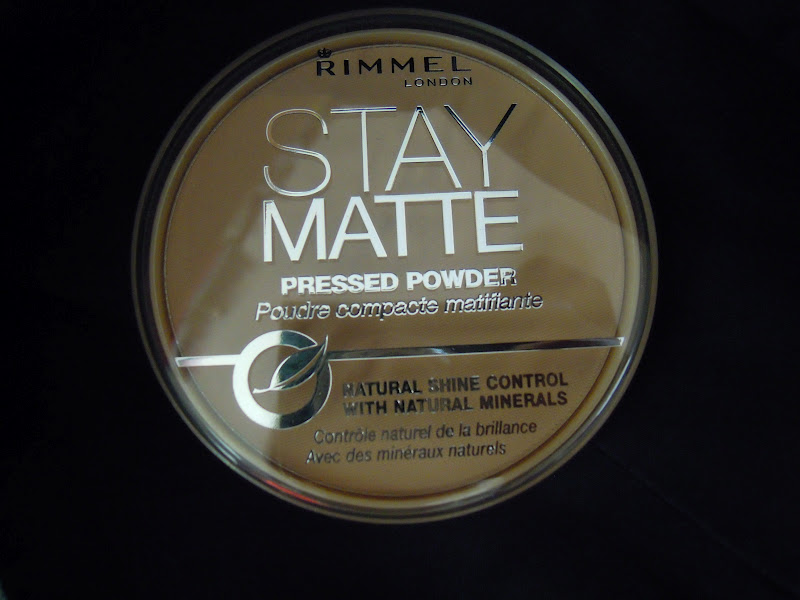 RIMMEL
LONDON
STAY
MATTE
PRESSED POWDER
Poudre compacte matifiante
NATURAL SHINE CONTROL
WITH NATURAL MINERALS
Contrôle naturel de la brillance
Avec des minéraux naturels